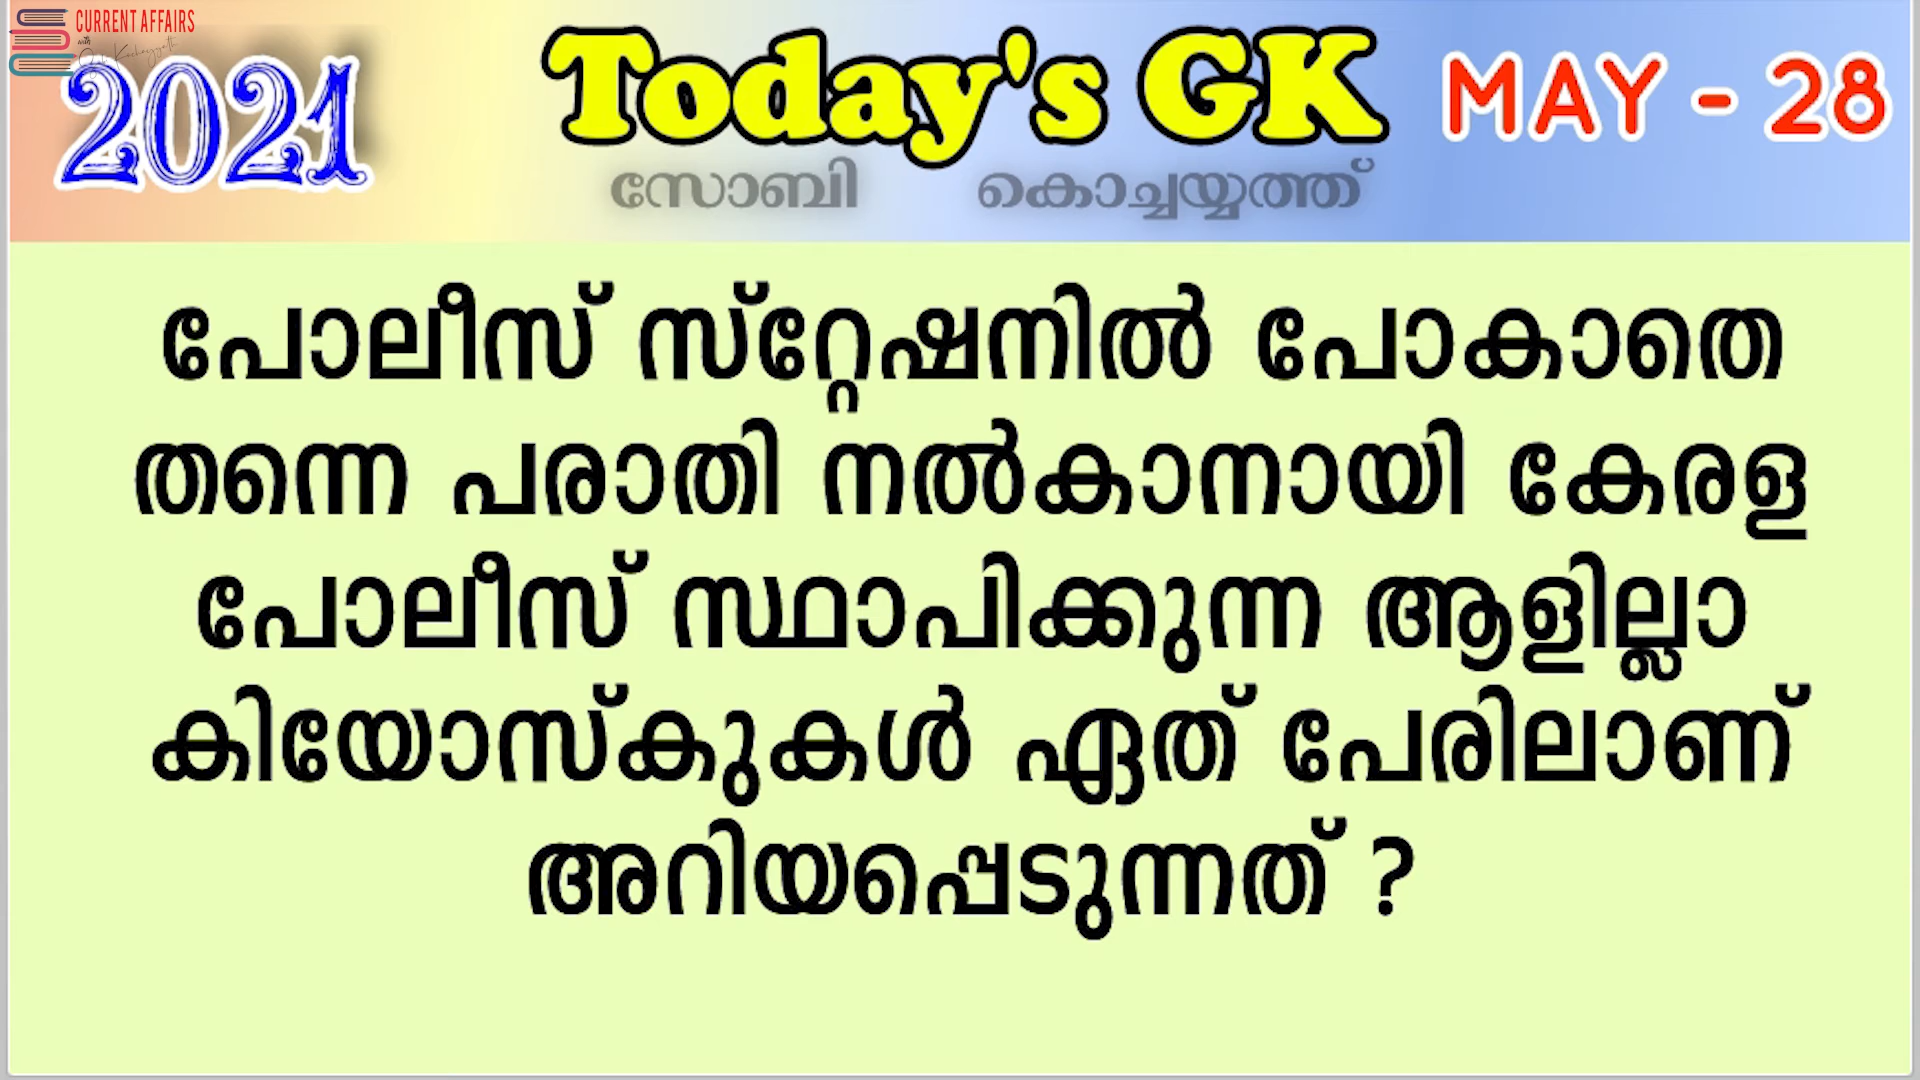 CURRENT AFFAIRS
with
2021
Today's GK
MAY - 28
സോബി കൊച്ചയ്യത്ത്
പോലീസ് സ്റ്റേഷനിൽ പോകാതെ
തന്നെ പരാതി നൽകാനായി കേരള
പോലീസ് സ്ഥാപിക്കുന്ന ആളില്ലാ
കിയോസ്കുകൾ ഏത് പേരിലാണ്
അറിയപ്പെടുന്നത് ?